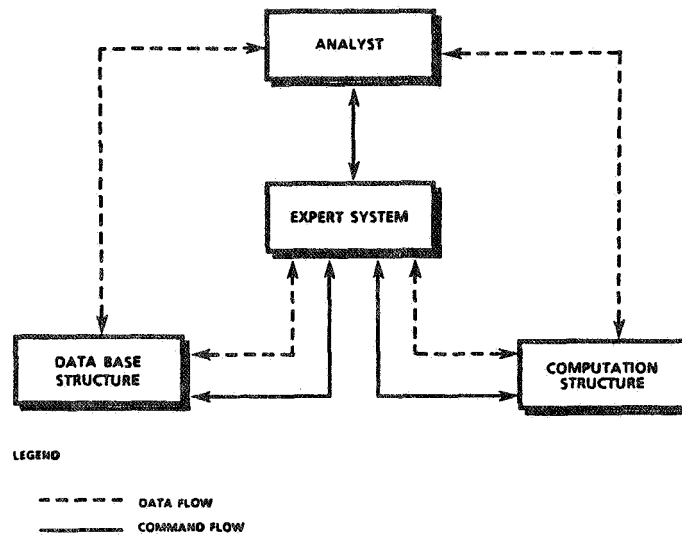 ANALYST
EXPERT SYSTEM
DATA BASE
STRUCTURE
COMPUTATION
STRUCTURE
LEGEND
DATA FLOW
COMMAND FLOW